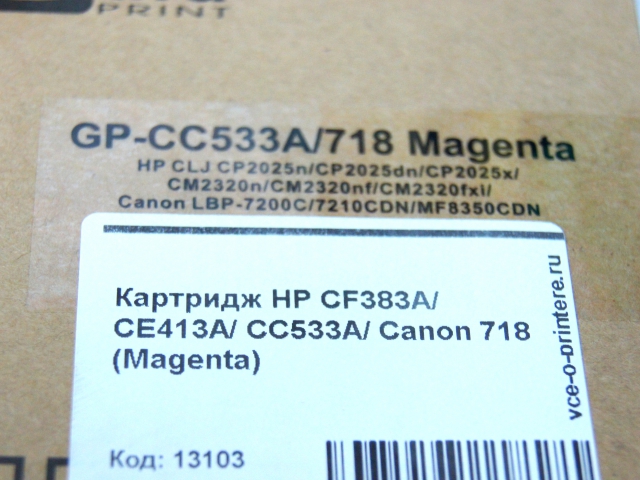 PRINT
GP-CC533A/718 Magenta
HP CLJ CP2025n/CP2025dn/CP2025x/
CM2320n/CM2320nf/CM2320fxi/
Canon LBP-7200C/7210CDN/MF8350CDN
Картридж HP CF383A/
CE413A/ CC533A/ Canon 718
(Magenta)
Код: 13103
vce-o-printere.ru